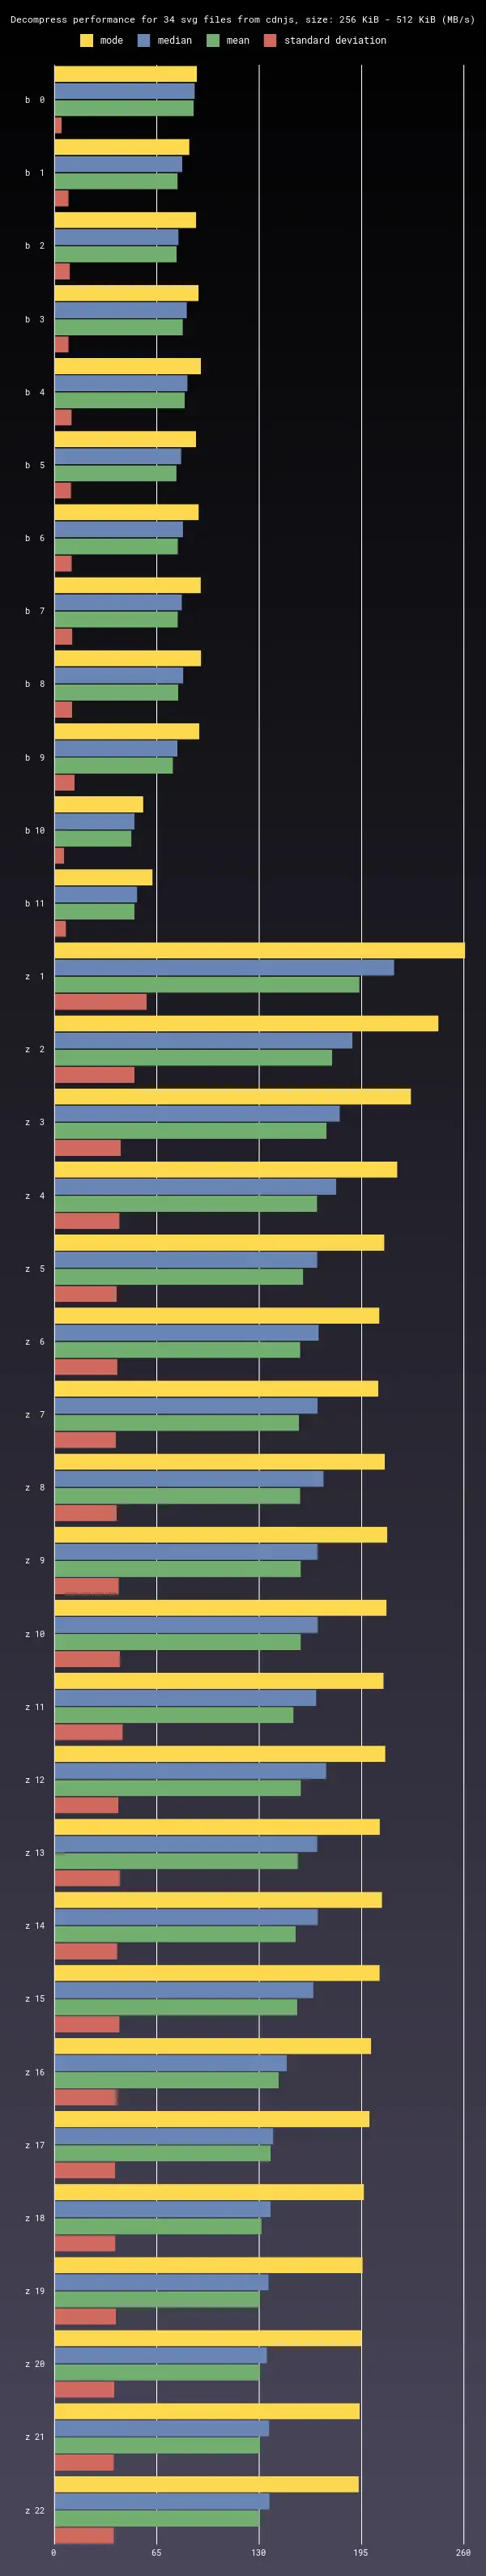 Decompress performance for 34 svg files from cdnjs, size: 256 KiB - 512 KiB (MB/s)
mode median mean standard deviation
b 0
b 1
b 2
b 3
b 4
b 5
b 6
b 7
b 8
b 9
b 10
b 11
z 1
z 2
z 3
z 4
z 5
z 6
z 7
z 8
z 9
z 10
z 11
z 12
z 13
z 14
z 15
z 16
z 17
z 18
z 19
z 20
z 21
z 22
0 65 130 195 260